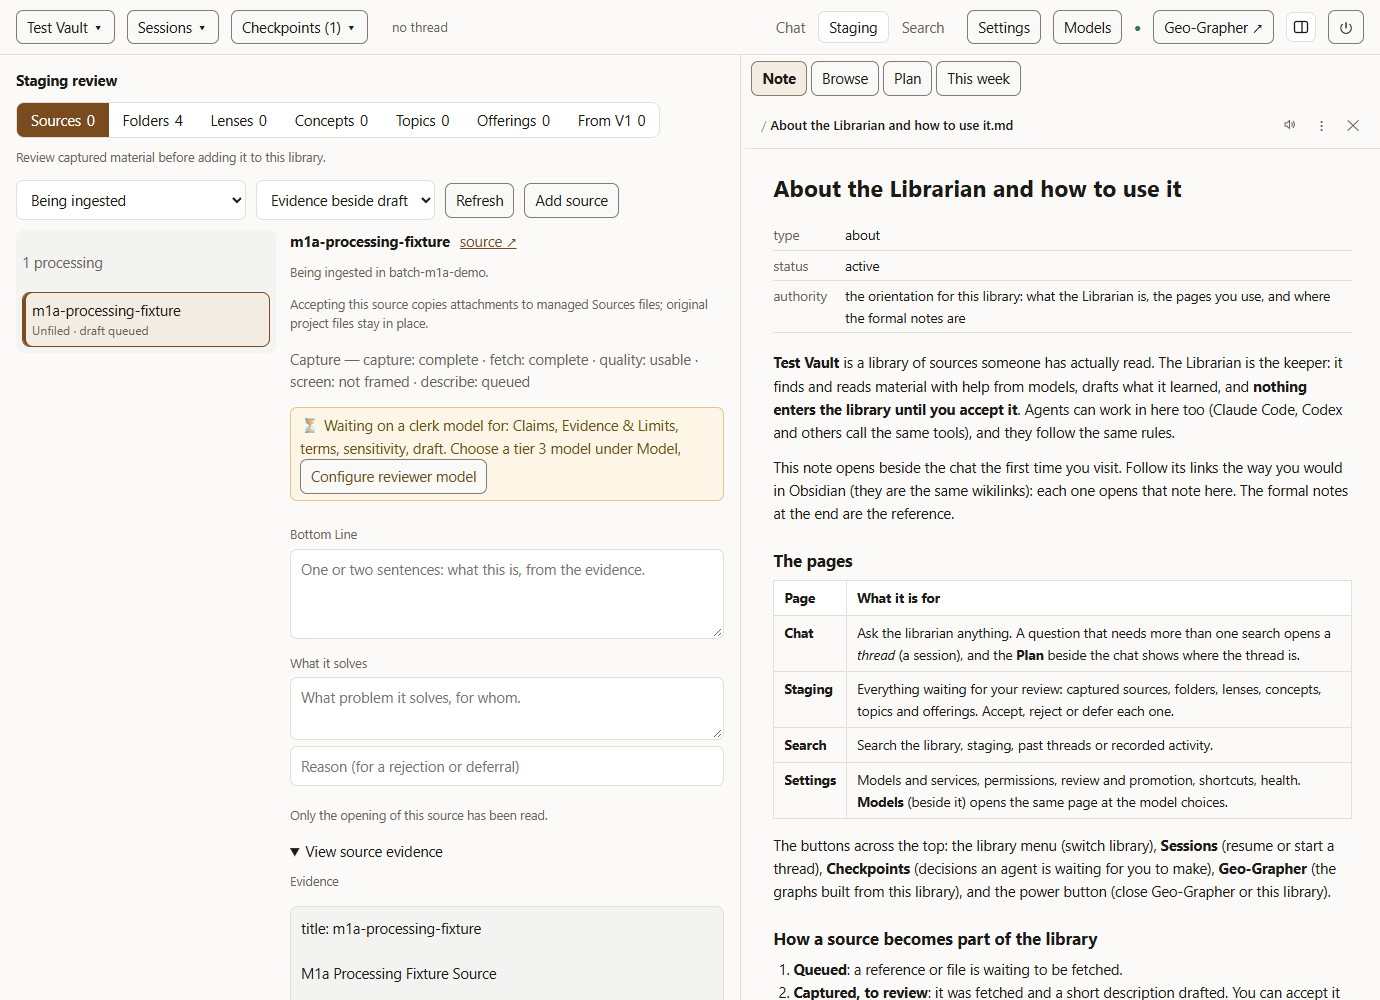 Test Vault ▾ Sessions ▾ Checkpoints (1) ▾ no thread Chat Staging Search Settings Models Geo-Grapher ↗
Staging review
Sources 0 Folders 4 Lenses 0 Concepts 0 Topics 0 Offerings 0 From V1 0
Review captured material before adding it to this library.
Being ingested Evidence beside draft Refresh Add source
1 processing
m1a-processing-fixture
Unfiled · draft queued
m1a-processing-fixture source ↗
Being ingested in batch-m1a-demo.
Accepting this source copies attachments to managed Sources files; original
project files stay in place.
Capture — capture: complete · fetch: complete · quality: usable ·
screen: not framed · describe: queued
⏳ Waiting on a clerk model for: Claims, Evidence & Limits,
terms, sensitivity, draft. Choose a tier 3 model under Model,
Configure reviewer model
Bottom Line
One or two sentences: what this is, from the evidence.
What it solves
What problem it solves, for whom.
Reason (for a rejection or deferral)
Only the opening of this source has been read.
▼ View source evidence
Evidence
title: m1a-processing-fixture
M1a Processing Fixture Source
Note Browse Plan This week
/ About the Librarian and how to use it.md
About the Librarian and how to use it
type about
status active
authority the orientation for this library: what the Librarian is, the pages you use, and where
the formal notes are
Test Vault is a library of sources someone has actually read. The Librarian is the keeper: it
finds and reads material with help from models, drafts what it learned, and nothing
enters the library until you accept it. Agents can work in here too (Claude Code, Codex
and others call the same tools), and they follow the same rules.
This note opens beside the chat the first time you visit. Follow its links the way you would
in Obsidian (they are the same wikilinks): each one opens that note here. The formal notes
at the end are the reference.
The pages
Page What it is for
Chat Ask the librarian anything. A question that needs more than one search opens a
thread (a session), and the Plan beside the chat shows where the thread is.
Staging Everything waiting for your review: captured sources, folders, lenses, concepts,
topics and offerings. Accept, reject or defer each one.
Search Search the library, staging, past threads or recorded activity.
Settings Models and services, permissions, review and promotion, shortcuts, health.
Models (beside it) opens the same page at the model choices.
The buttons across the top: the library menu (switch library), Sessions (resume or start a
thread), Checkpoints (decisions an agent is waiting for you to make), Geo-Grapher (the
graphs built from this library), and the power button (close Geo-Grapher or this library).
How a source becomes part of the library
1. Queued: a reference or file is waiting to be fetched.
2. Captured, to review: it was fetched and a short description drafted. You can accept it